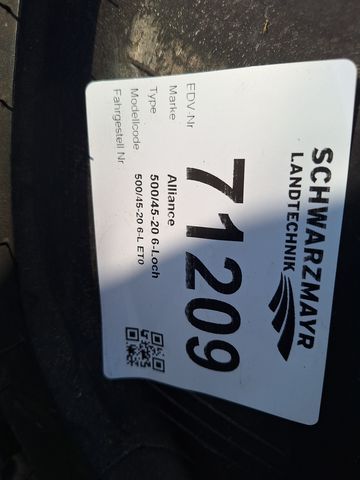 SCHWARZMAYR
LANDTECHNIK
EDV-Nr 71209
Marke Alliance
Type 500/45-20 6-Loch
Modellcode
Fahrgestell Nr 500/45-20 6-L ET0